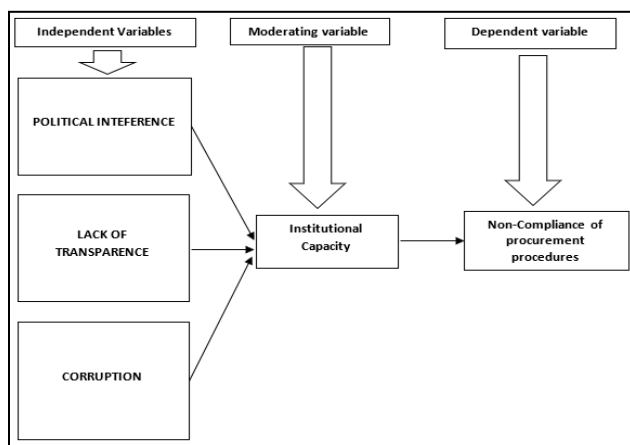 Independent Variables
Moderating variable
Dependent variable
POLITICAL INTEFERENCE
LACK OF
TRANSPARENCE
CORRUPTION
Institutional
Capacity
Non-Compliance of
procurement
procedures